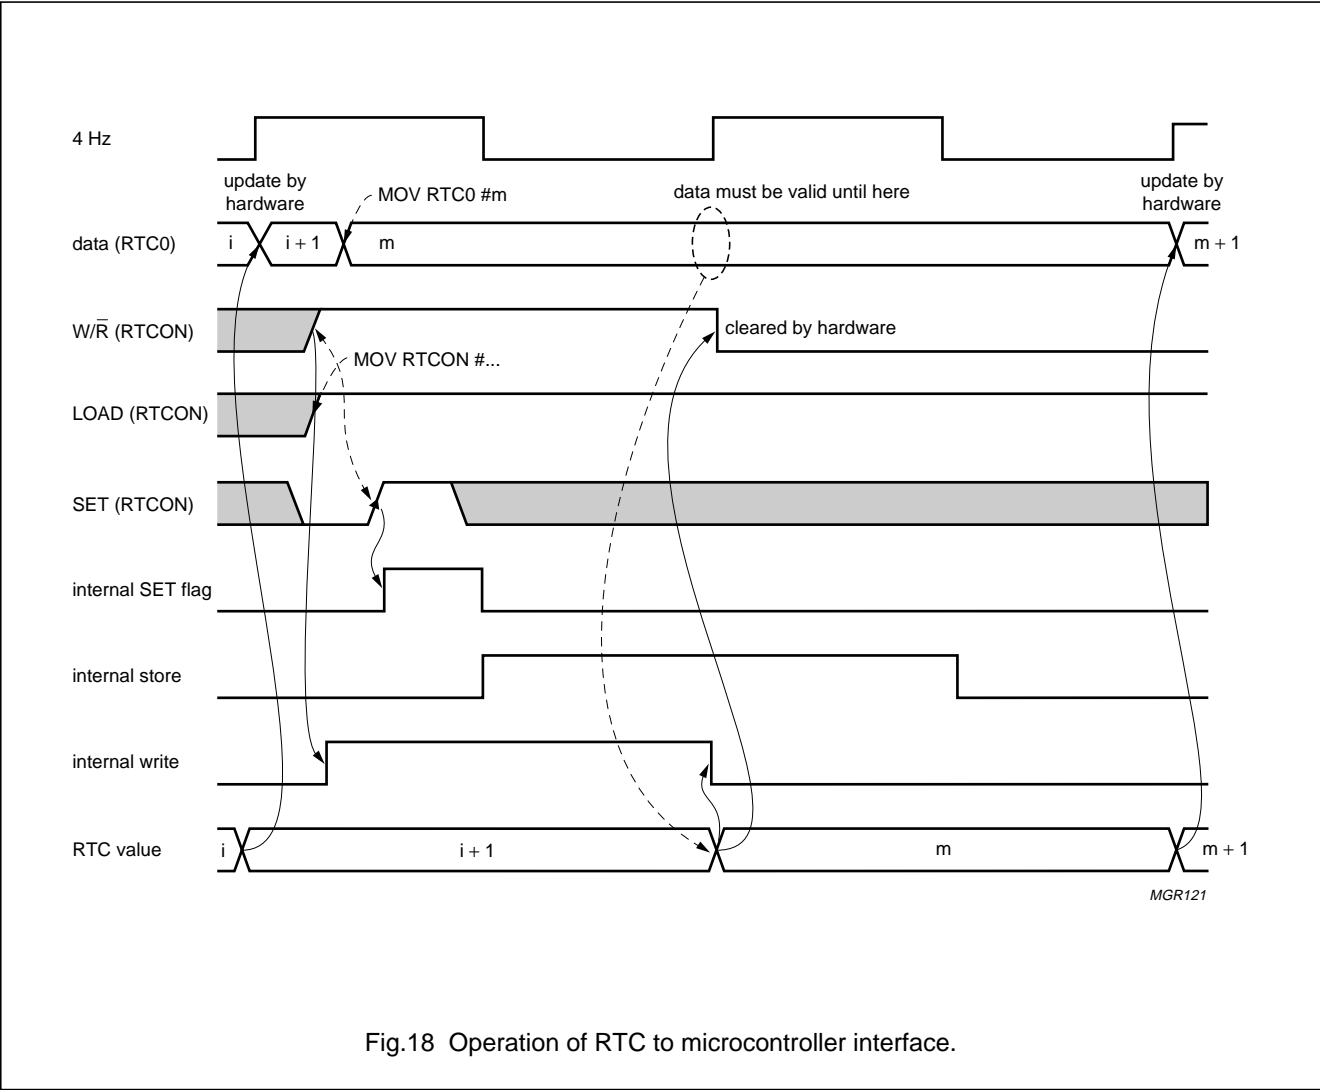 4 Hz
update by
hardware
MOV RTC0 #m
data must be valid until here
update by
hardware
data (RTC0)
i
i + 1
m
m + 1
W/R̅ (RTCON)
cleared by hardware
MOV RTCON #...
LOAD (RTCON)
SET (RTCON)
internal SET flag
internal store
internal write
RTC value
i
i + 1
m
m + 1
MGR121
Fig.18 Operation of RTC to microcontroller interface.